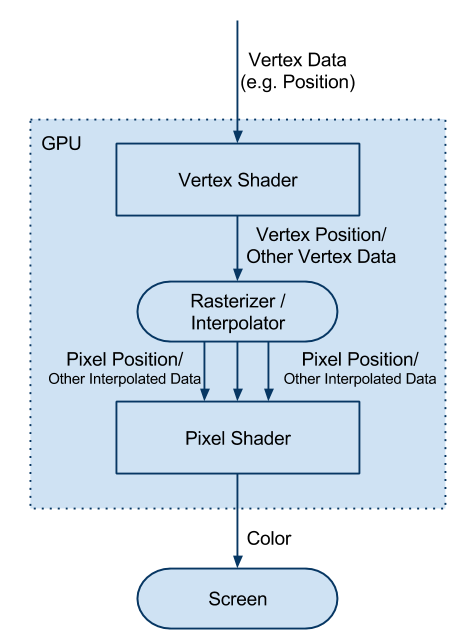 Vertex Data
(e.g. Position)
GPU
Vertex Shader
Vertex Position/
Other Vertex Data
Rasterizer /
Interpolator
Pixel Position/
Other Interpolated Data
Pixel Position/
Other Interpolated Data
Pixel Shader
Color
Screen